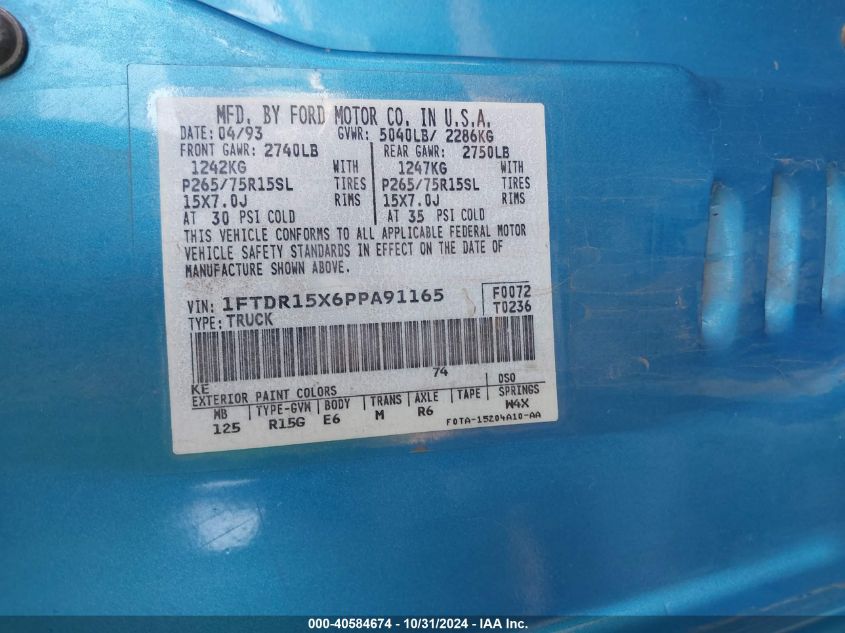 MFD. BY FORD MOTOR CO. IN U.S.A.
DATE: 04/93 GVWR: 5040LB/ 2286KG
FRONT GAWR: 2740LB REAR GAWR: 2750LB
1242KG WITH 1247KG WITH
P265/75R15SL TIRES P265/75R15SL TIRES
15X7.0J RIMS 15X7.0J RIMS
AT 30 PSI COLD AT 35 PSI COLD
THIS VEHICLE CONFORMS TO ALL APPLICABLE FEDERAL MOTOR
VEHICLE SAFETY STANDARDS IN EFFECT ON THE DATE OF
MANUFACTURE SHOWN ABOVE.
VIN: 1FTDR15X6PPA91165 F0072
TYPE: TRUCK T0236
KE 74
EXTERIOR PAINT COLORS DSO
MB TYPE-GVW BODY TRANS AXLE TAPE SPRINGS
125 R15G E6 M R6 W4X
F0TA-15204A10-AA
000-40584674 - 10/31/2024 - IAA Inc.